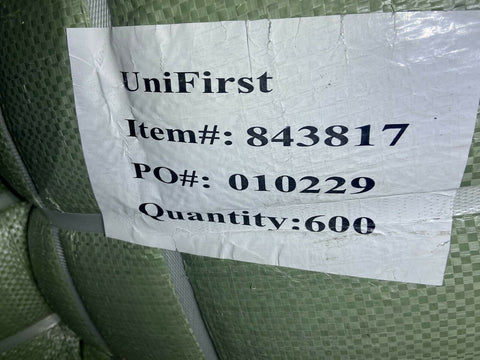 UniFirst
Item#: 843817
PO#: 010229
Quantity:600